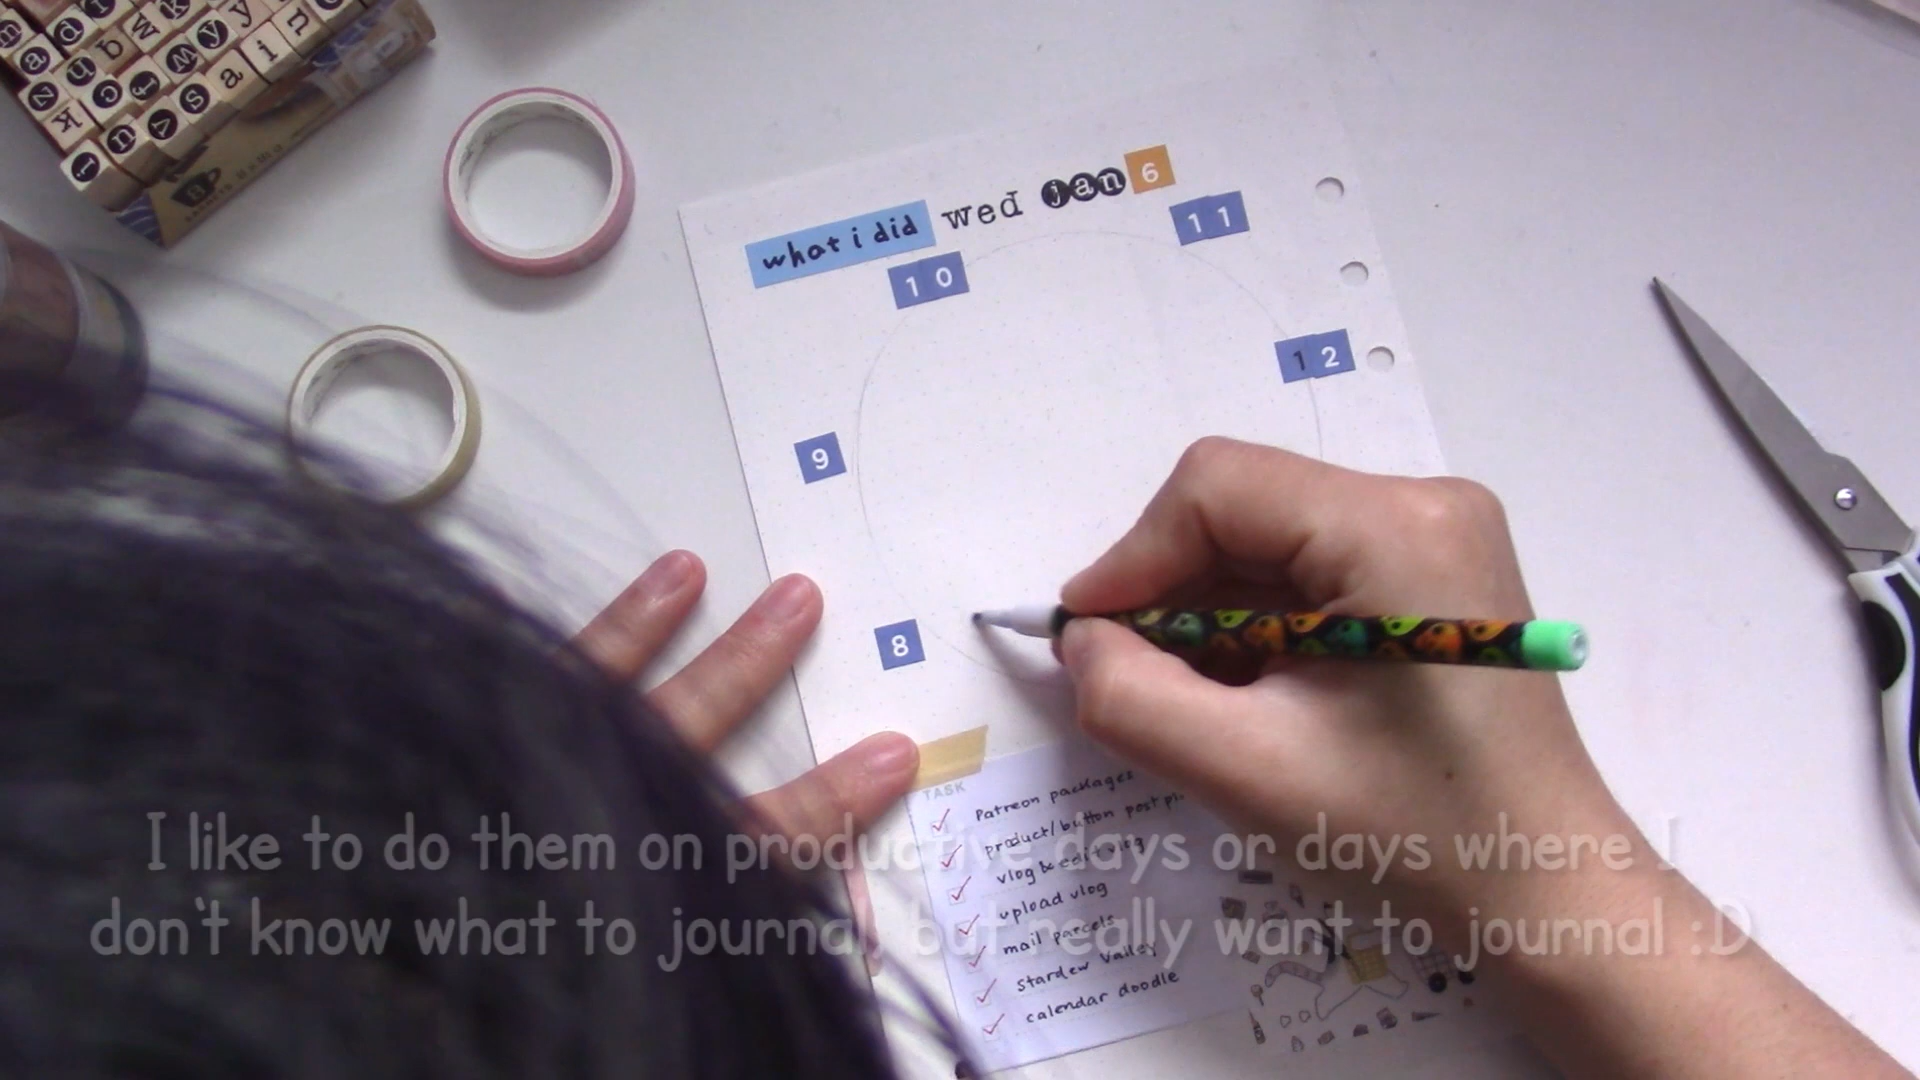 what i did wed jan 6
10
11
12
9
8
TASK
Patreon packages
product/button post
vlog & edit vlog
upload vlog
mail parcels
stardew valley
calendar doodle
I like to do them on productive days or days where I
don't know what to journal, but really want to journal :D